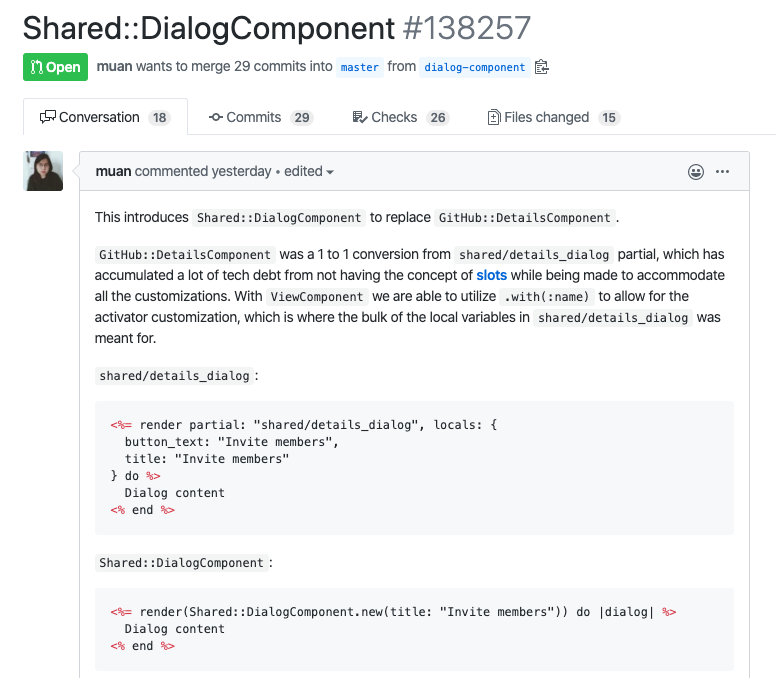 Shared::DialogComponent #138257
Open muan wants to merge 29 commits into master from dialog-component
Conversation 18 Commits 29 Checks 26 Files changed 15
muan commented yesterday • edited
This introduces Shared::DialogComponent to replace GitHub::DetailsComponent.
GitHub::DetailsComponent was a 1 to 1 conversion from shared/details_dialog partial, which has
accumulated a lot of tech debt from not having the concept of slots while being made to accommodate
all the customizations. With ViewComponent we are able to utilize .with(:name) to allow for the
activator customization, which is where the bulk of the local variables in shared/details_dialog was
meant for.
shared/details_dialog:
<%= render partial: "shared/details_dialog", locals: {
  button_text: "Invite members",
  title: "Invite members"
} do %>
  Dialog content
<% end %>
Shared::DialogComponent:
<%= render(Shared::DialogComponent.new(title: "Invite members")) do |dialog| %>
  Dialog content
<% end %>